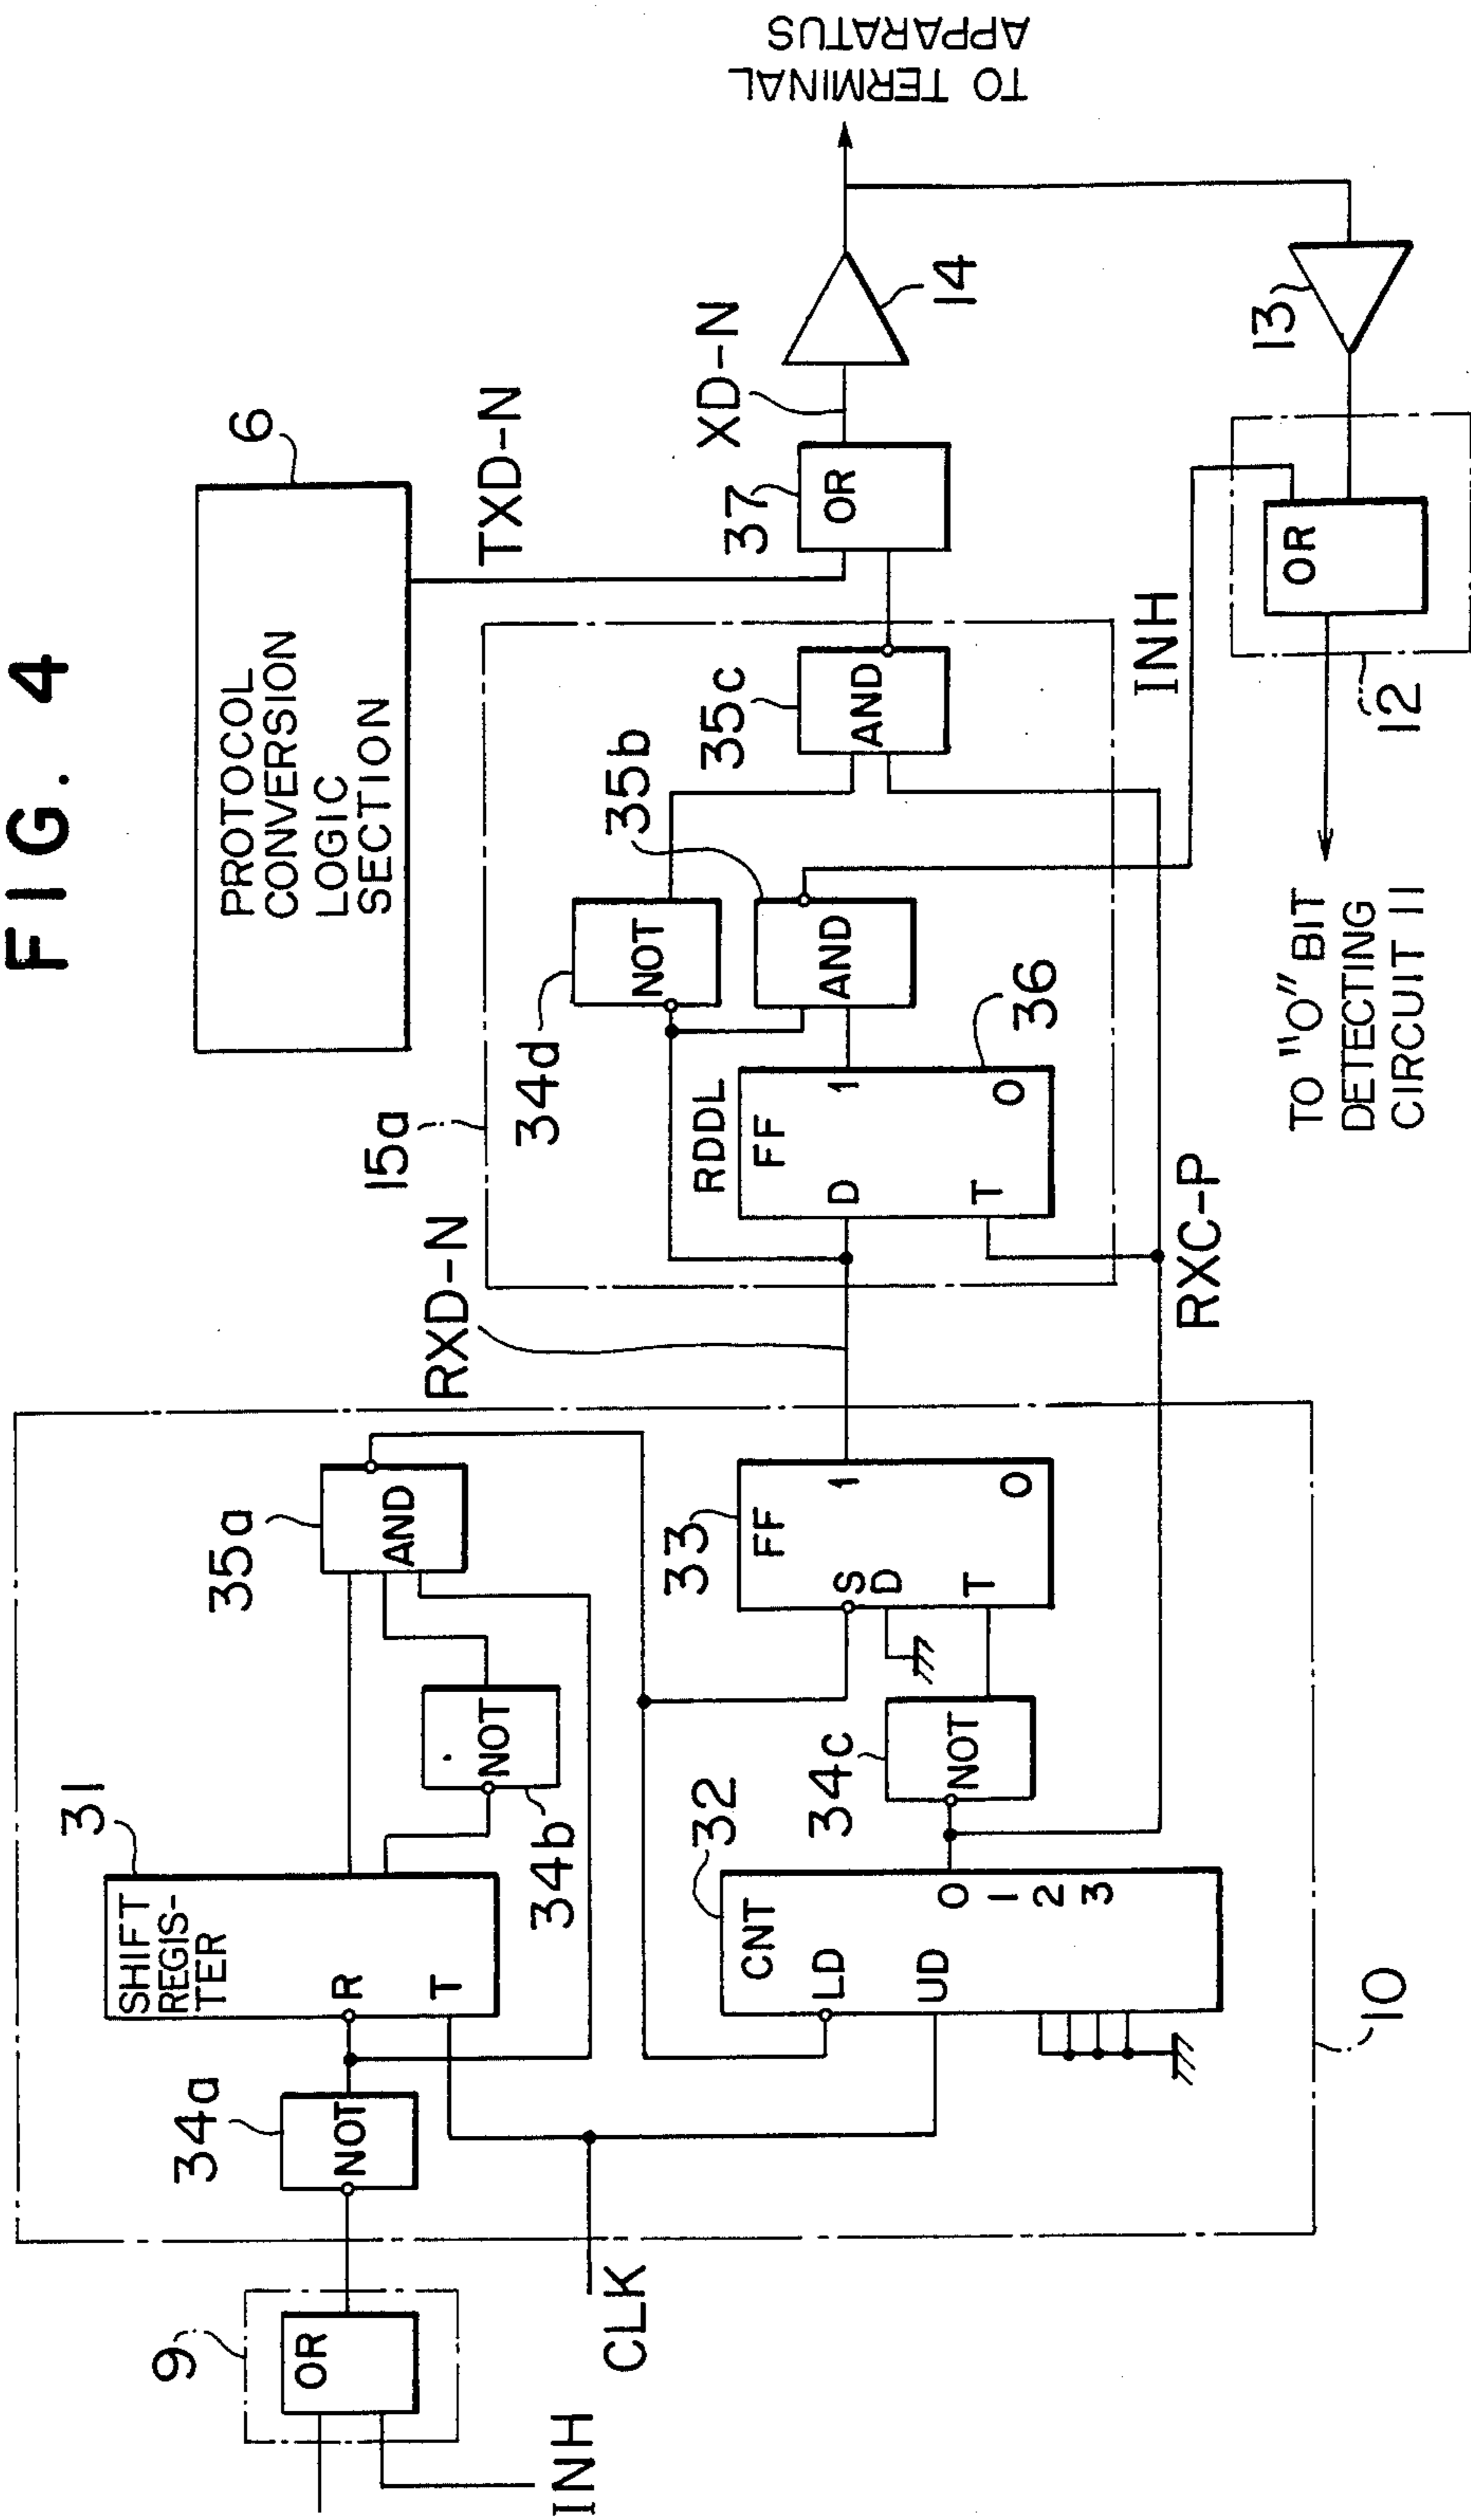 FIG. 4
PROTOCOL
CONVERSION
LOGIC
SECTION
6
TXD-N
15a
34d
NOT
35b
AND
35c
AND
37
OR
XD-N
14
TO TERMINAL
APPARATUS
RXD-N
RDDL
FF
D
1
T
0
36
RXC-P
INH
13
OR
12
TO "0" BIT
DETECTING
CIRCUIT 11
9
OR
INH
CLK
34a
NOT
31
SHIFT
REGIS-
TER
R
T
34b
NOT
35a
AND
32
CNT
LD
UD
0
1
2
3
34c
NOT
33
FF
S
D
T
1
0
10